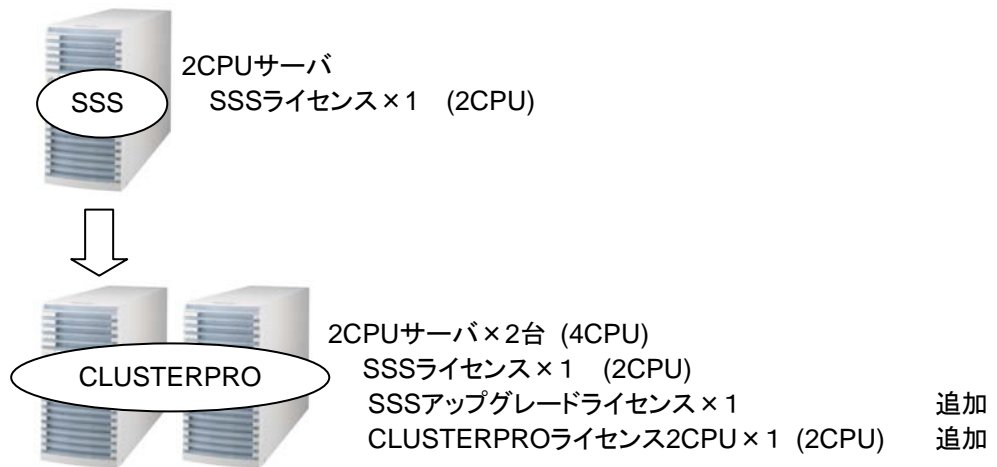 2CPUサーバ
SSS
SSSライセンス×1 (2CPU)
2CPUサーバ×2台 (4CPU)
CLUSTERPRO
SSSライセンス×1 (2CPU)
SSSアップグレードライセンス×1 追加
CLUSTERPROライセンス2CPU×1 (2CPU) 追加